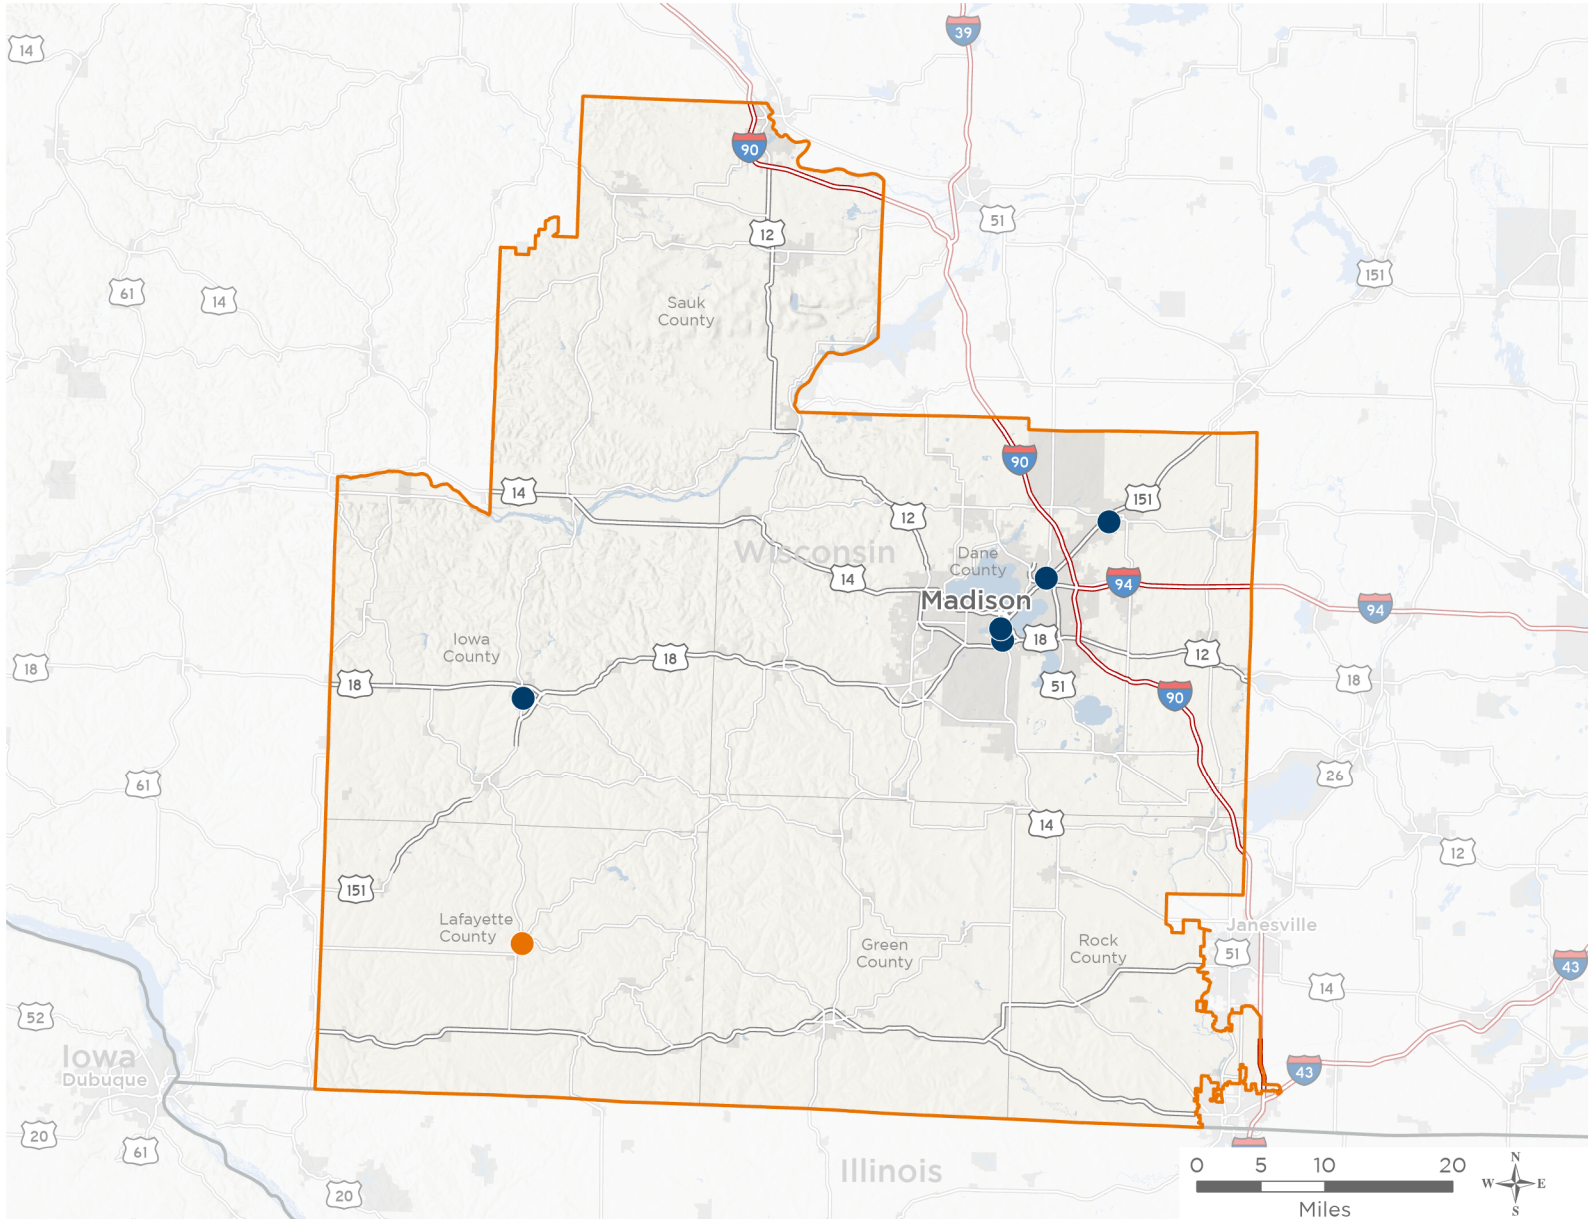 39
14
90
51
12
61
14
151
Sauk
County
90
14
151
12
Wisconsin
Dane
County
14
94
Madison
94
18
Iowa
County
12
18
18
18
18
51
90
26
61
14
12
151
Lafayette
County
Janesville
Green
County
Rock
County
51
43
14
52
Iowa
Dubuque
43
20
61
Illinois
20
0 5 10 20
Miles
N
W E
S